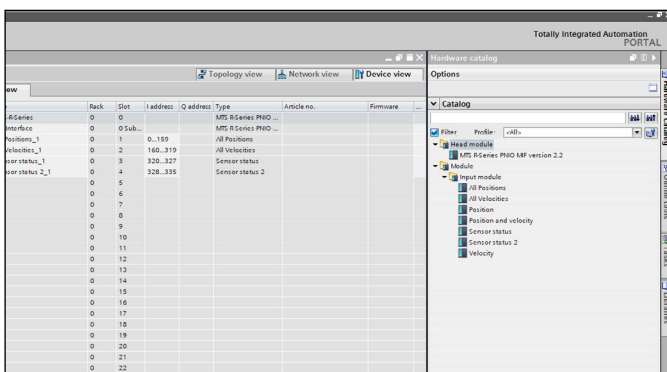 Totally Integrated Automation
PORTAL
Hardware catalog
Topology view Network view Device view Options
Rack Slot I address Q address Type Article no. Firmware ...
Catalog
0 0 MTS R-Series PNIO ...
Interface 0 0 Sub... MTS R-Series PNIO ...
Positions_1 0 1 0...159 All Positions
Filter Profile: <All>
Velocities_1 0 2 160...319 All Velocities
Head module
sor status_1 0 3 320...327 Sensor status
MTS R-Series PNIO MIF version 2.2
sor status 2_1 0 4 328...335 Sensor status 2
Module
0 5
Input module
0 6
All Positions
0 7
All Velocities
0 8
Position
0 9
Position and velocity
0 10
Sensor status
0 11
Sensor status 2
0 12
Velocity
0 13
0 14
0 15
0 16
0 17
0 18
0 19
0 20
0 21
0 22
Hardware catalog